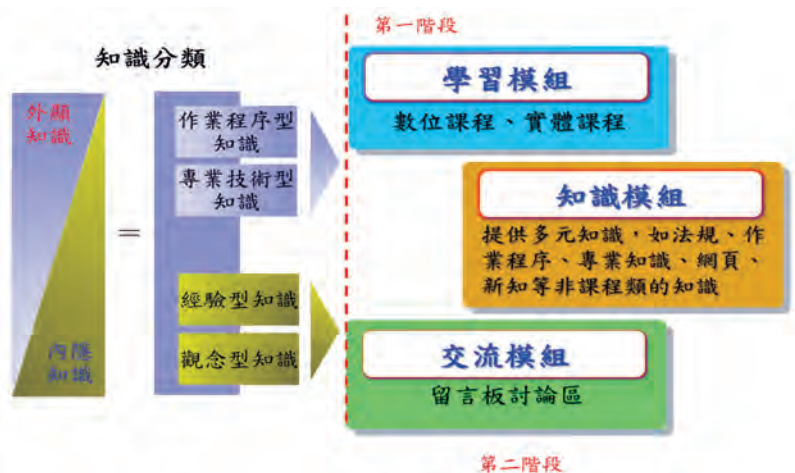 第一階段
知識分類
外顯
知識
內隱
知識
=
作業程序型
知識
專業技術型
知識
經驗型知識
觀念型知識
學習模組
數位課程、實體課程
知識模組
提供多元知識，如法規、作
業程序、專業知識、網頁、
新知等非課程類的知識
交流模組
留言板討論區
第二階段